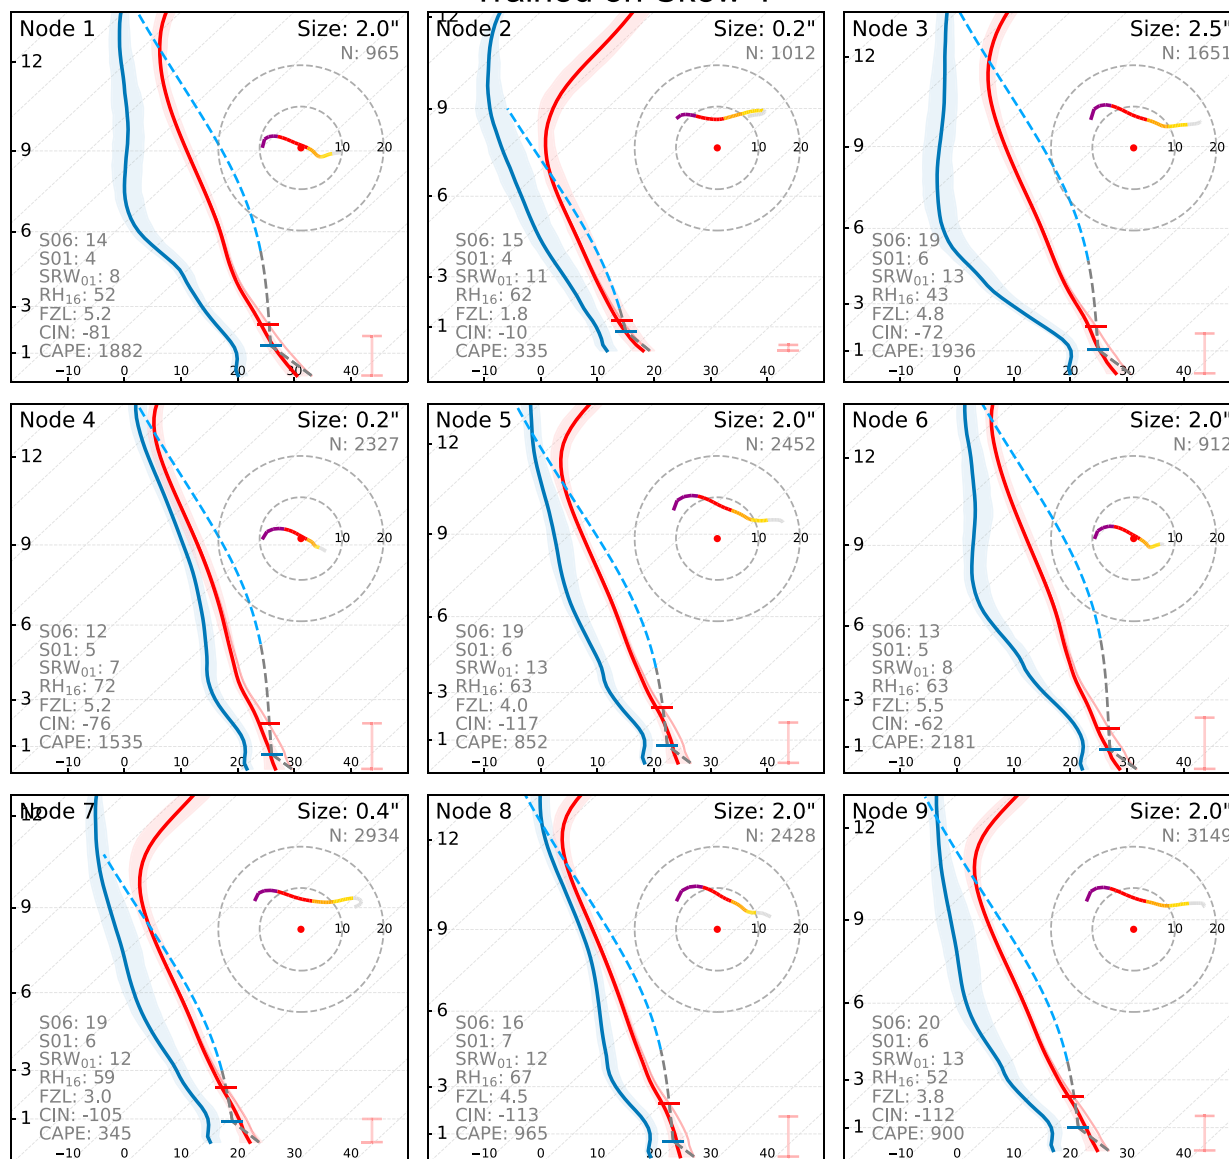 Trained on Skew-T
Node 1
Size: 2.0"
N: 965
12
9
6
3
1
10
20
S06: 14
S01: 4
SRW01: 8
RH16: 52
FZL: 5.2
CIN: -81
CAPE: 1882
−10
0
10
20
30
40
Node 2
Size: 0.2"
N: 1012
12
9
6
3
1
10
20
S06: 15
S01: 4
SRW01: 11
RH16: 62
FZL: 1.8
CIN: -10
CAPE: 335
−10
0
10
20
30
40
Node 3
Size: 2.5"
N: 1651
12
9
6
3
1
10
20
S06: 19
S01: 6
SRW01: 13
RH16: 43
FZL: 4.8
CIN: -72
CAPE: 1936
−10
0
10
20
30
40
Node 4
Size: 0.2"
N: 2327
12
9
6
3
1
10
20
S06: 12
S01: 5
SRW01: 7
RH16: 72
FZL: 5.2
CIN: -76
CAPE: 1535
−10
0
10
20
30
40
Node 5
Size: 2.0"
N: 2452
12
9
6
3
1
10
20
S06: 19
S01: 6
SRW01: 13
RH16: 63
FZL: 4.0
CIN: -117
CAPE: 852
−10
0
10
20
30
40
Node 6
Size: 2.0"
N: 912
12
9
6
3
1
10
20
S06: 13
S01: 5
SRW01: 8
RH16: 63
FZL: 5.5
CIN: -62
CAPE: 2181
−10
0
10
20
30
40
Node 7
Size: 0.4"
N: 2934
12
9
6
3
1
10
20
S06: 19
S01: 6
SRW01: 12
RH16: 59
FZL: 3.0
CIN: -105
CAPE: 345
−10
0
10
20
30
40
Node 8
Size: 2.0"
N: 2428
12
9
6
3
1
10
20
S06: 16
S01: 7
SRW01: 12
RH16: 67
FZL: 4.5
CIN: -113
CAPE: 965
−10
0
10
20
30
40
Node 9
Size: 2.0"
N: 3149
12
9
6
3
1
10
20
S06: 20
S01: 6
SRW01: 13
RH16: 52
FZL: 3.8
CIN: -112
CAPE: 900
−10
0
10
20
30
40